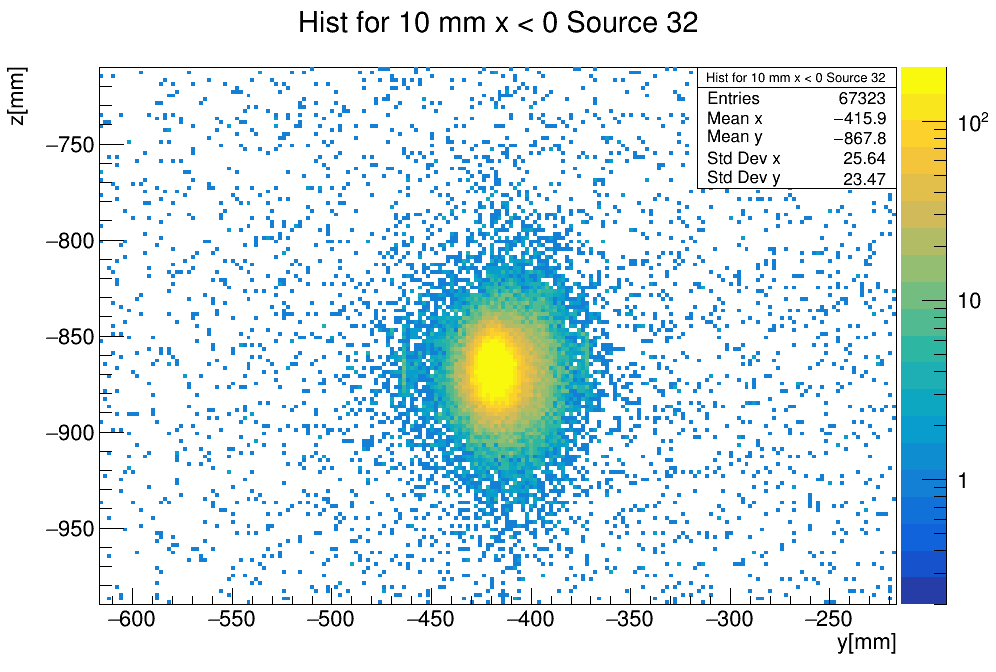 Hist for 10 mm x < 0 Source 32
z[mm]
Hist for 10 mm x < 0 Source 32
Entries 67323
Mean x −415.9
Mean y −867.8
Std Dev x 25.64
Std Dev y 23.47
−750
−800
−850
−900
−950
−600 −550 −500 −450 −400 −350 −300 −250
y[mm]
10²
10
1